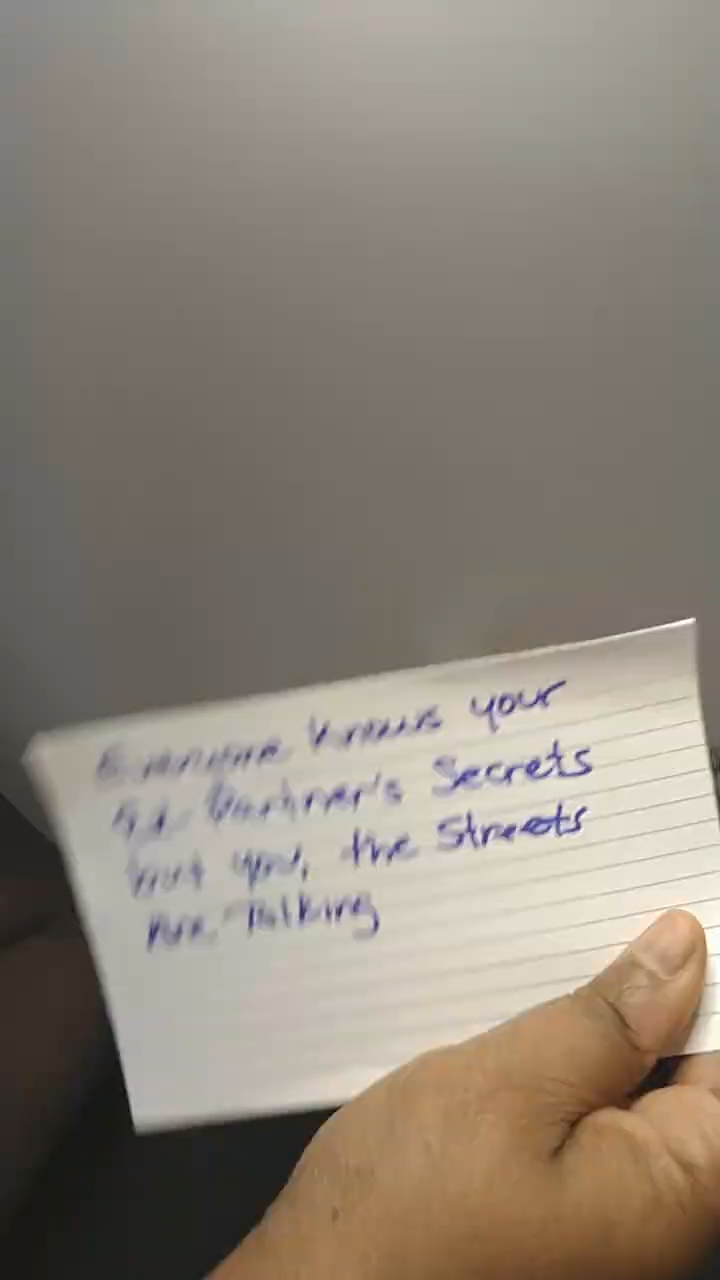 Everyone knows your
Partner's Secrets
but you, the Streets
Are Talking